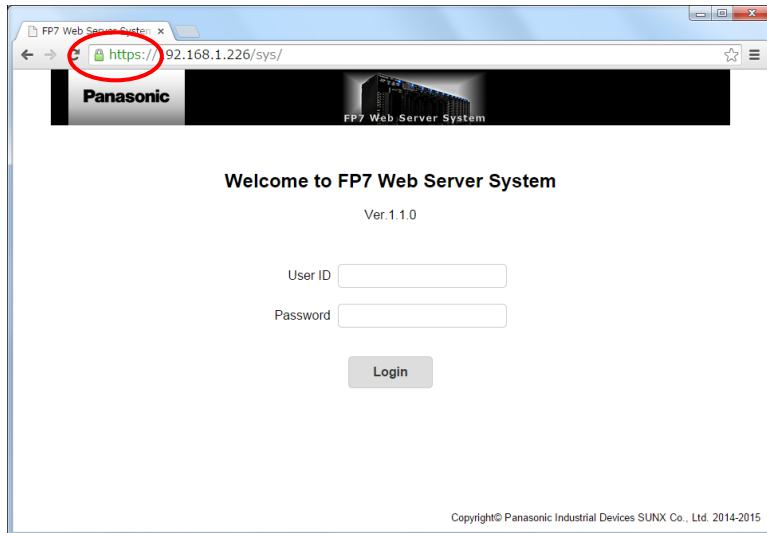 FP7 Web Server System
https://192.168.1.226/sys/
Panasonic
FP7 Web Server System
Welcome to FP7 Web Server System
Ver.1.1.0
User ID
Password
Login
Copyright© Panasonic Industrial Devices SUNX Co., Ltd. 2014-2015